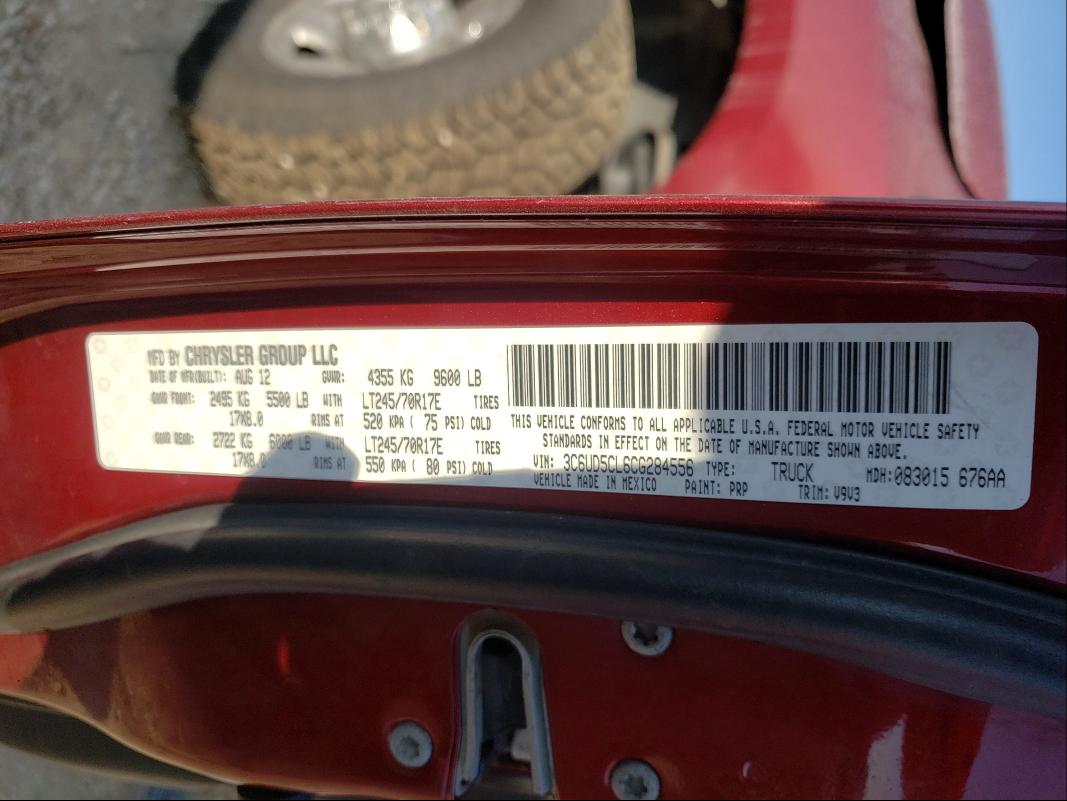 MFD BY CHRYSLER GROUP LLC
DATE OF MFR(BUILT): AUG 12 GVWR: 4355 KG 9600 LB
GAWR FRONT: 2495 KG 5500 LB WITH LT245/70R17E TIRES
17X8.0 RIMS AT 520 KPA ( 75 PSI) COLD
GAWR REAR: 2722 KG 6000 LB WITH LT245/70R17E TIRES
17X8.0 RIMS AT 550 KPA ( 80 PSI) COLD
THIS VEHICLE CONFORMS TO ALL APPLICABLE U.S.A. FEDERAL MOTOR VEHICLE SAFETY
STANDARDS IN EFFECT ON THE DATE OF MANUFACTURE SHOWN ABOVE.
VIN: 3C6UD5CL6CG284556 TYPE: TRUCK MDH:083015 676AA
VEHICLE MADE IN MEXICO PAINT: PRP TRIM: V9V3